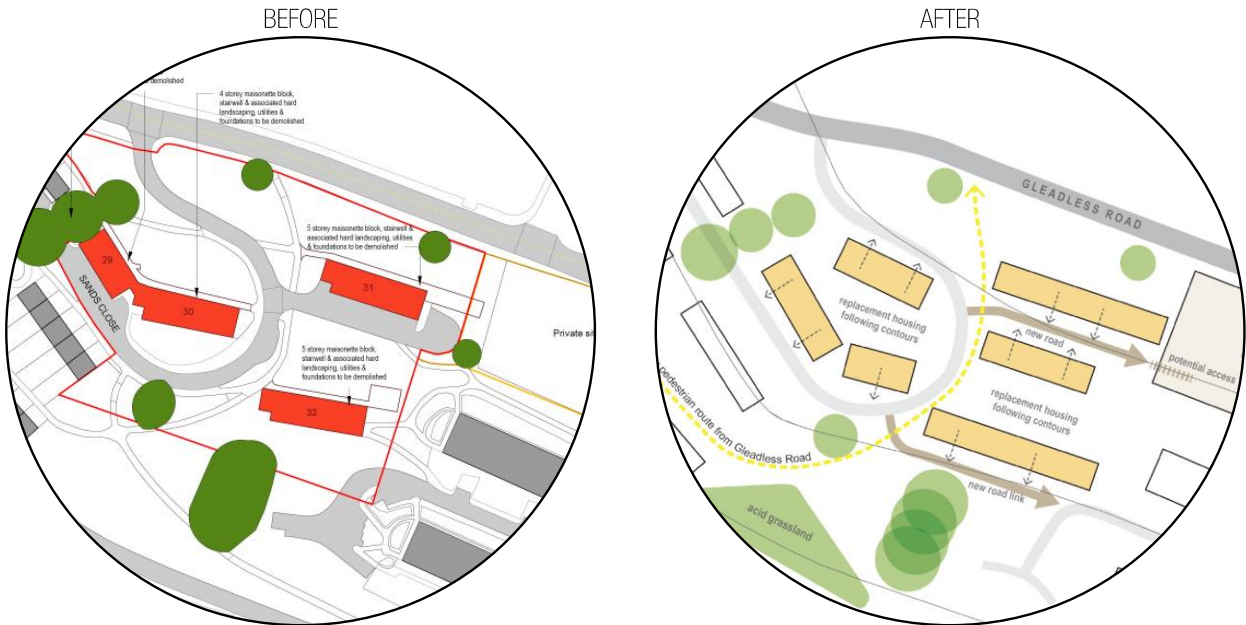 BEFORE
AFTER
demolished
4 storey maisonette block,
stairwell & associated hard
landscaping, utilities &
foundations to be demolished
5 storey maisonette block, stairwell &
associated hard landscaping, utilities
& foundations to be demolished
29
30
31
SANDS CLOSE
Private
5 storey maisonette block,
stairwell & associated hard
landscaping, utilities &
foundations to be demolished
32
GLEADLESS ROAD
replacement housing
following contours
new road
potential access
replacement housing
following contours
pedestrian route from Gleadless Road
new road link
acid grassland